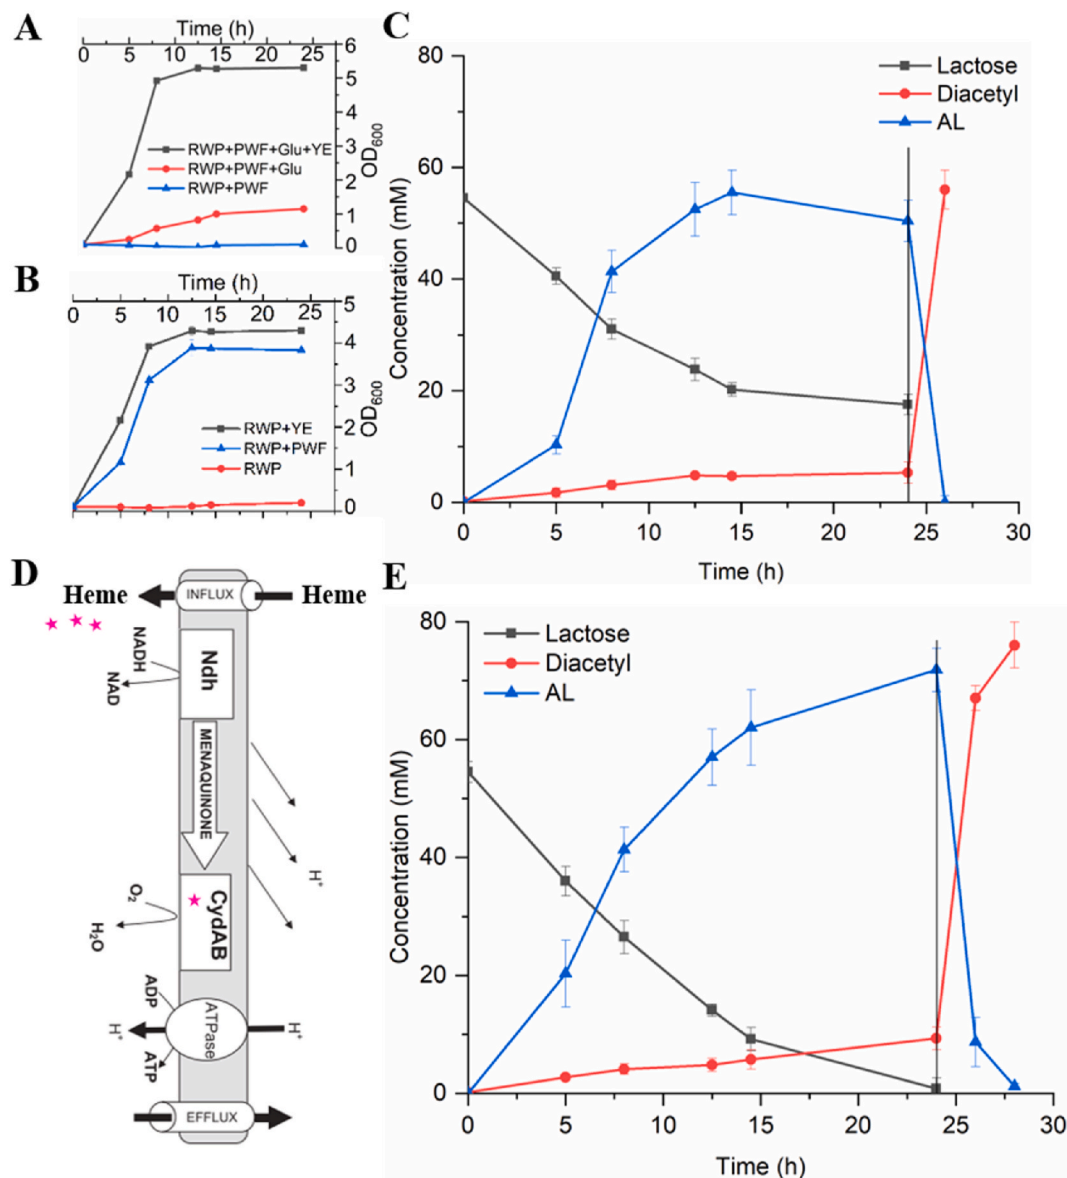 A
Time (h)
0 5 10 15 20 25
6
5
4
3
2
1
0
OD600
RWP+PWF+Glu+YE
RWP+PWF+Glu
RWP+PWF
B
Time (h)
0 5 10 15 20 25
5
4
3
2
1
0
OD600
RWP+YE
RWP+PWF
RWP
C
80
60
40
20
0
Concentration (mM)
Lactose
Diacetyl
AL
0 5 10 15 20 25 30
Time (h)
D
Heme
INFLUX
Heme
NADH
NAD
Ndh
MENAQUINONE
H+
O2
H2O
CydAB
ADP
ATPase
H+
H+
ATP
EFFLUX
E
80
60
40
20
0
Concentration (mM)
Lactose
Diacetyl
AL
0 5 10 15 20 25 30
Time (h)